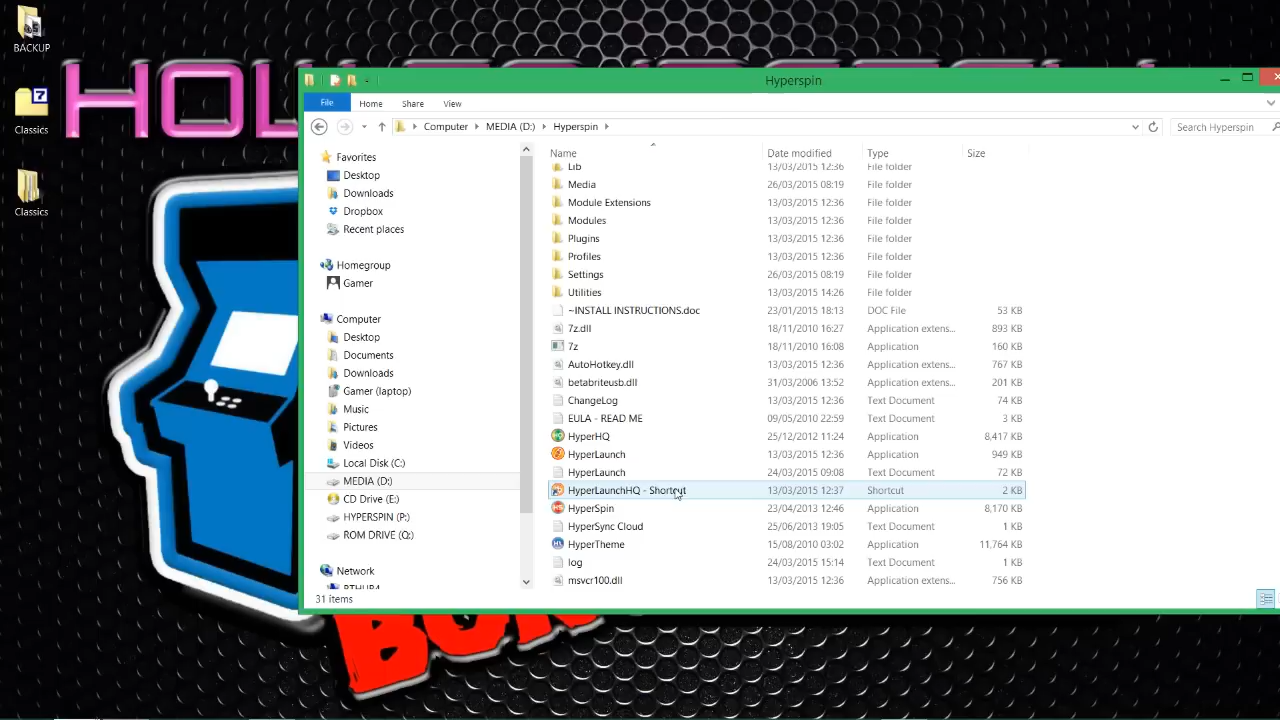 BACKUP
Classics
Classics
HOL
Hyperspin
File Home Share View
Computer MEDIA (D:) Hyperspin
Search Hyperspin
Favorites
Desktop
Downloads
Dropbox
Recent places
Homegroup
Gamer
Computer
Desktop
Documents
Downloads
Gamer (laptop)
Music
Pictures
Videos
Local Disk (C:)
MEDIA (D:)
CD Drive (E:)
HYPERSPIN (P:)
ROM DRIVE (Q:)
Network
Name Date modified Type Size
Lib 13/03/2015 12:36 File folder
Media 26/03/2015 08:19 File folder
Module Extensions 13/03/2015 12:36 File folder
Modules 13/03/2015 12:36 File folder
Plugins 13/03/2015 12:36 File folder
Profiles 13/03/2015 12:36 File folder
Settings 26/03/2015 08:19 File folder
Utilities 13/03/2015 14:26 File folder
~INSTALL INSTRUCTIONS.doc 23/01/2015 18:13 DOC File 53 KB
7z.dll 18/11/2010 16:27 Application extens... 893 KB
7z 18/11/2010 16:08 Application 160 KB
AutoHotkey.dll 13/03/2015 12:36 Application extens... 767 KB
betabriteusb.dll 31/03/2006 13:52 Application extens... 201 KB
ChangeLog 13/03/2015 12:36 Text Document 74 KB
EULA - READ ME 09/05/2010 22:59 Text Document 3 KB
HyperHQ 25/12/2012 11:24 Application 8,417 KB
HyperLaunch 13/03/2015 12:36 Application 949 KB
HyperLaunch 24/03/2015 09:08 Text Document 72 KB
HyperLaunchHQ - Shortcut 13/03/2015 12:37 Shortcut 2 KB
HyperSpin 23/04/2013 12:46 Application 8,170 KB
HyperSync Cloud 25/06/2013 19:05 Text Document 1 KB
HyperTheme 15/08/2010 03:02 Application 11,764 KB
log 24/03/2015 15:14 Text Document 1 KB
msvcr100.dll 13/03/2015 12:36 Application extens... 756 KB
31 items